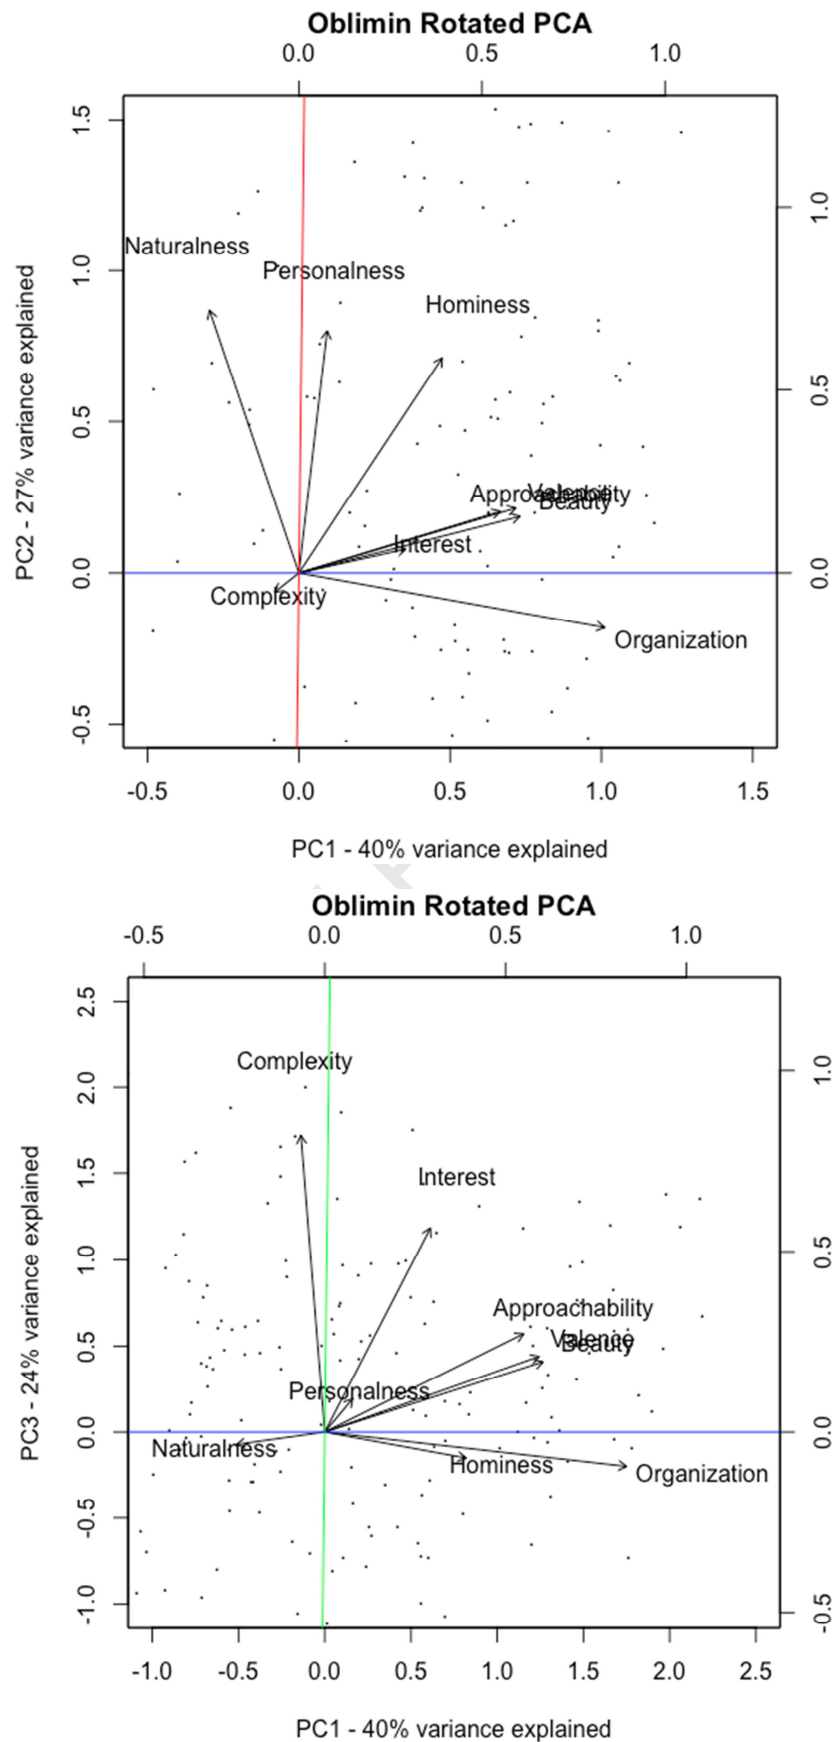 Oblimin Rotated PCA
0.0 0.5 1.0
1.5
1.0
0.5
0.0
-0.5
PC2 - 27% variance explained
Naturalness
Personalness
Hominess
Approachability
Valence
Beauty
Interest
Complexity
Organization
1.0
0.5
0.0
-0.5 0.0 0.5 1.0 1.5
PC1 - 40% variance explained
Oblimin Rotated PCA
-0.5 0.0 0.5 1.0
2.5
2.0
1.5
1.0
0.5
0.0
-0.5
-1.0
PC3 - 24% variance explained
Complexity
Interest
Approachability
Valence
Beauty
Personalness
Naturalness
Hominess
Organization
1.0
0.5
0.0
-0.5
-1.0 -0.5 0.0 0.5 1.0 1.5 2.0 2.5
PC1 - 40% variance explained